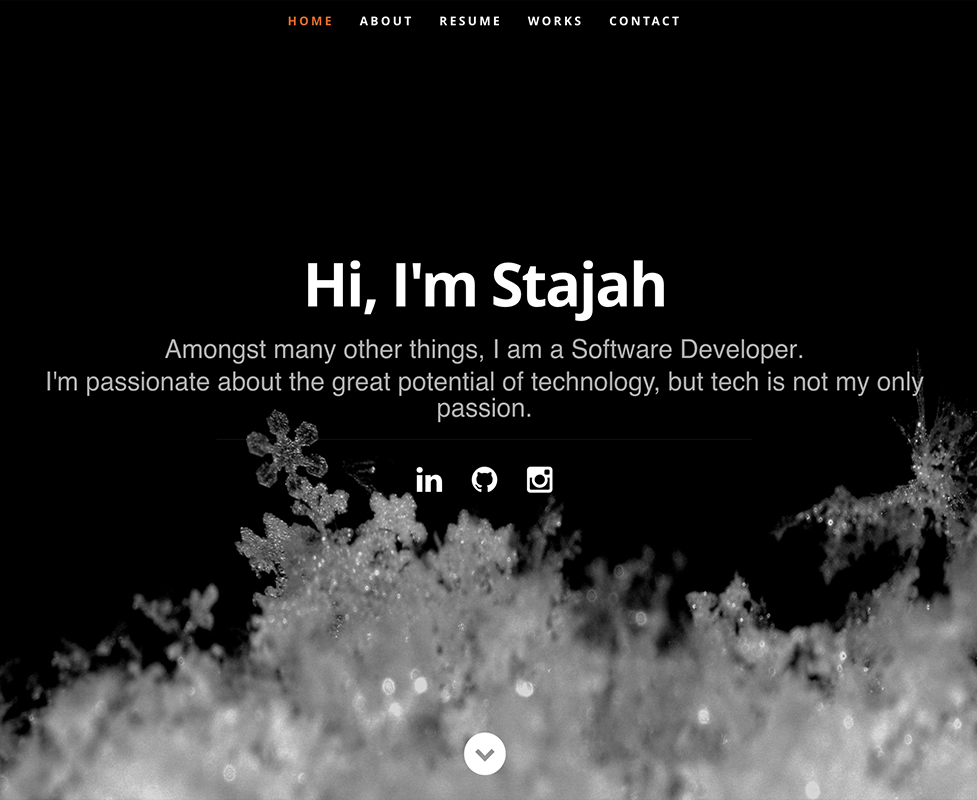 HOME ABOUT RESUME WORKS CONTACT
Hi, I'm Stajah
Amongst many other things, I am a Software Developer.
I'm passionate about the great potential of technology, but tech is not my only
passion.
in